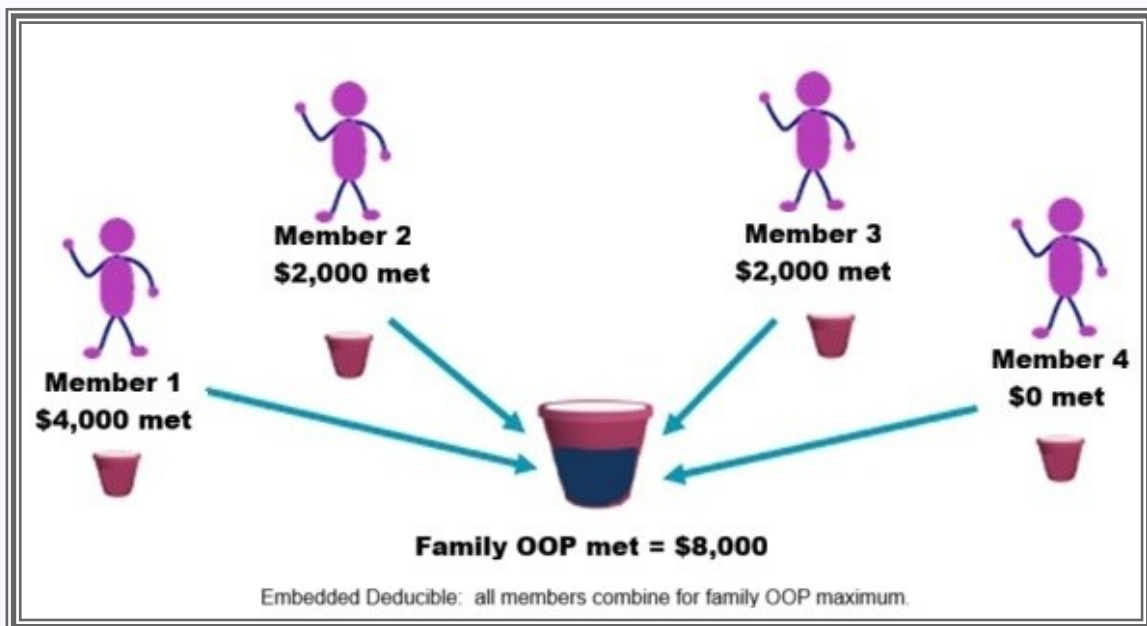 Member 2
$2,000 met
Member 3
$2,000 met
Member 1
$4,000 met
Member 4
$0 met
Family OOP met = $8,000
Embedded Deducible: all members combine for family OOP maximum.